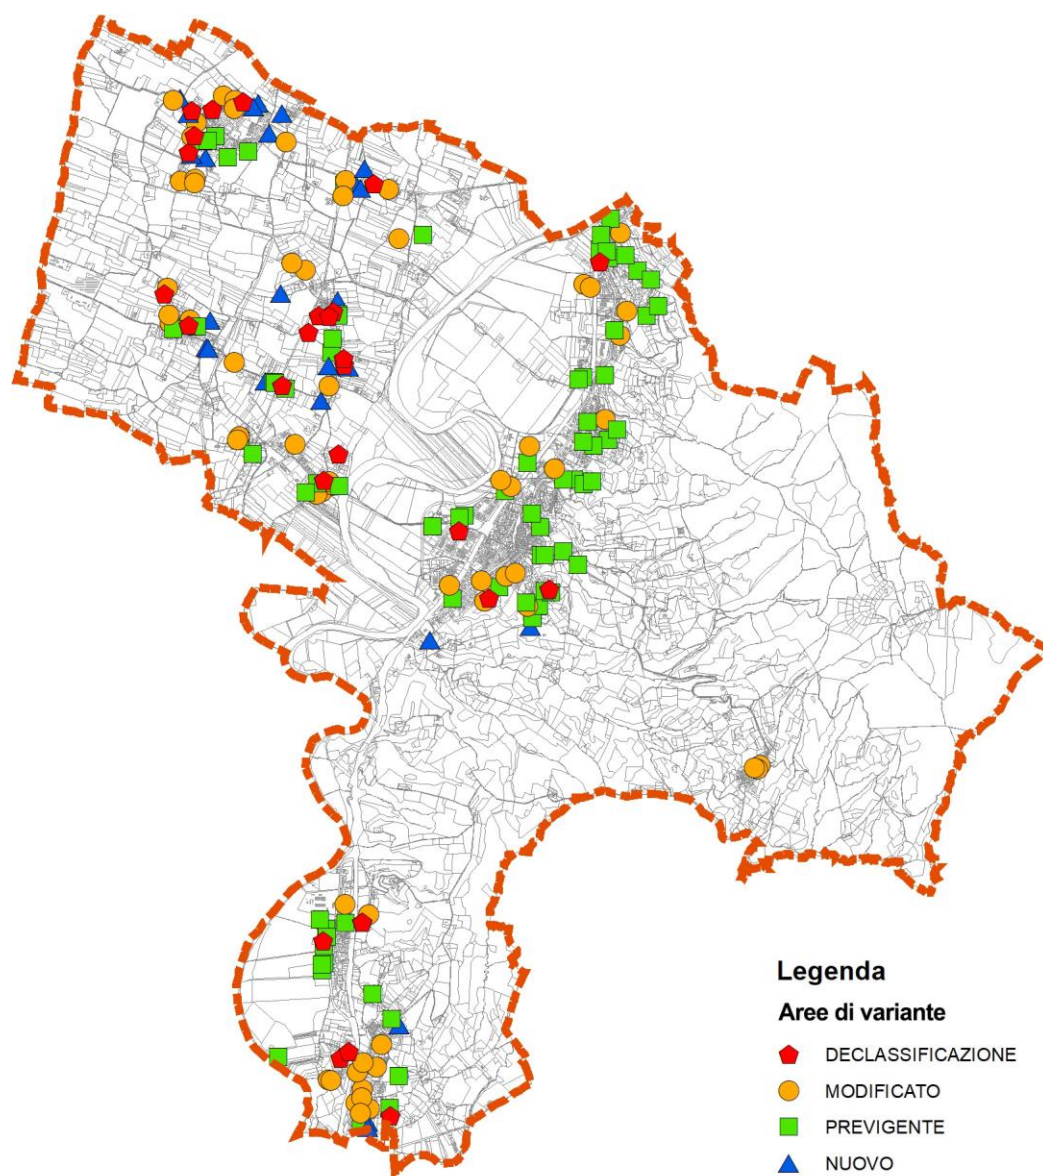 Legenda
Aree di variante
DECLASSIFICAZIONE
MODIFICATO
PREVIGENTE
NUOVO